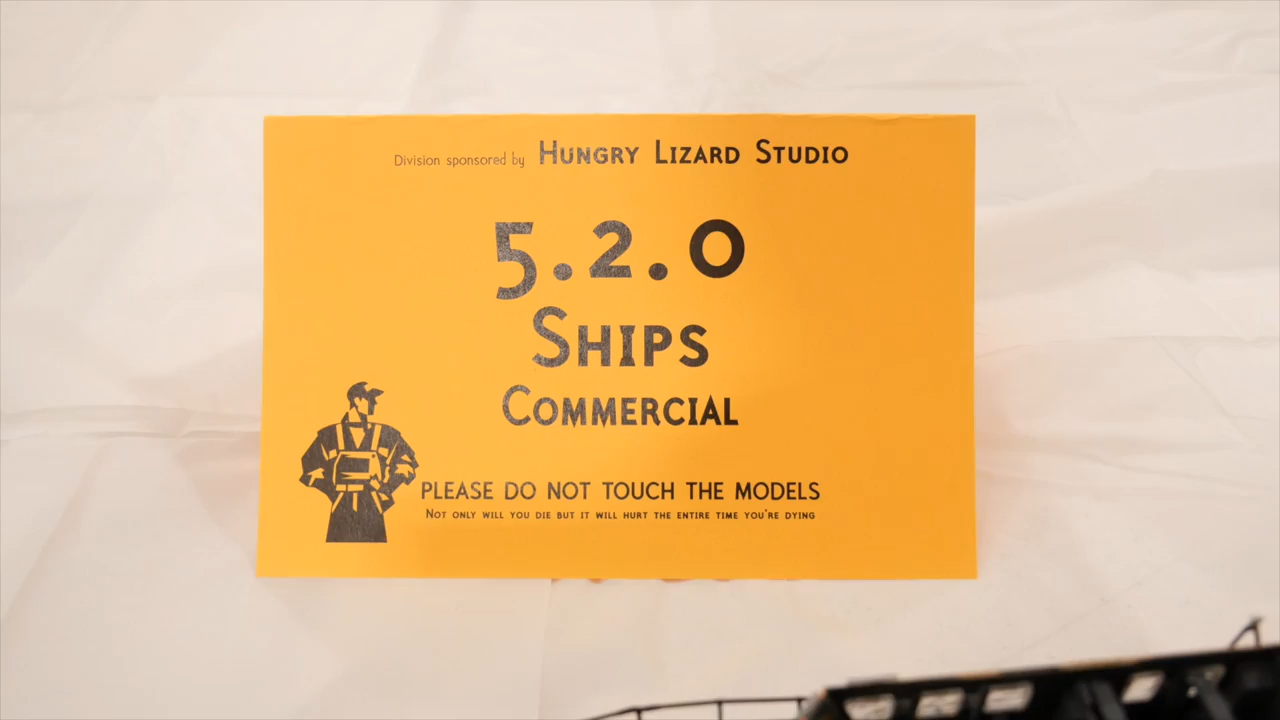 Division sponsored by Hungry Lizard Studio
5.2.0
Ships
Commercial
PLEASE DO NOT TOUCH THE MODELS
Not only will you die but it will hurt the entire time you're dying